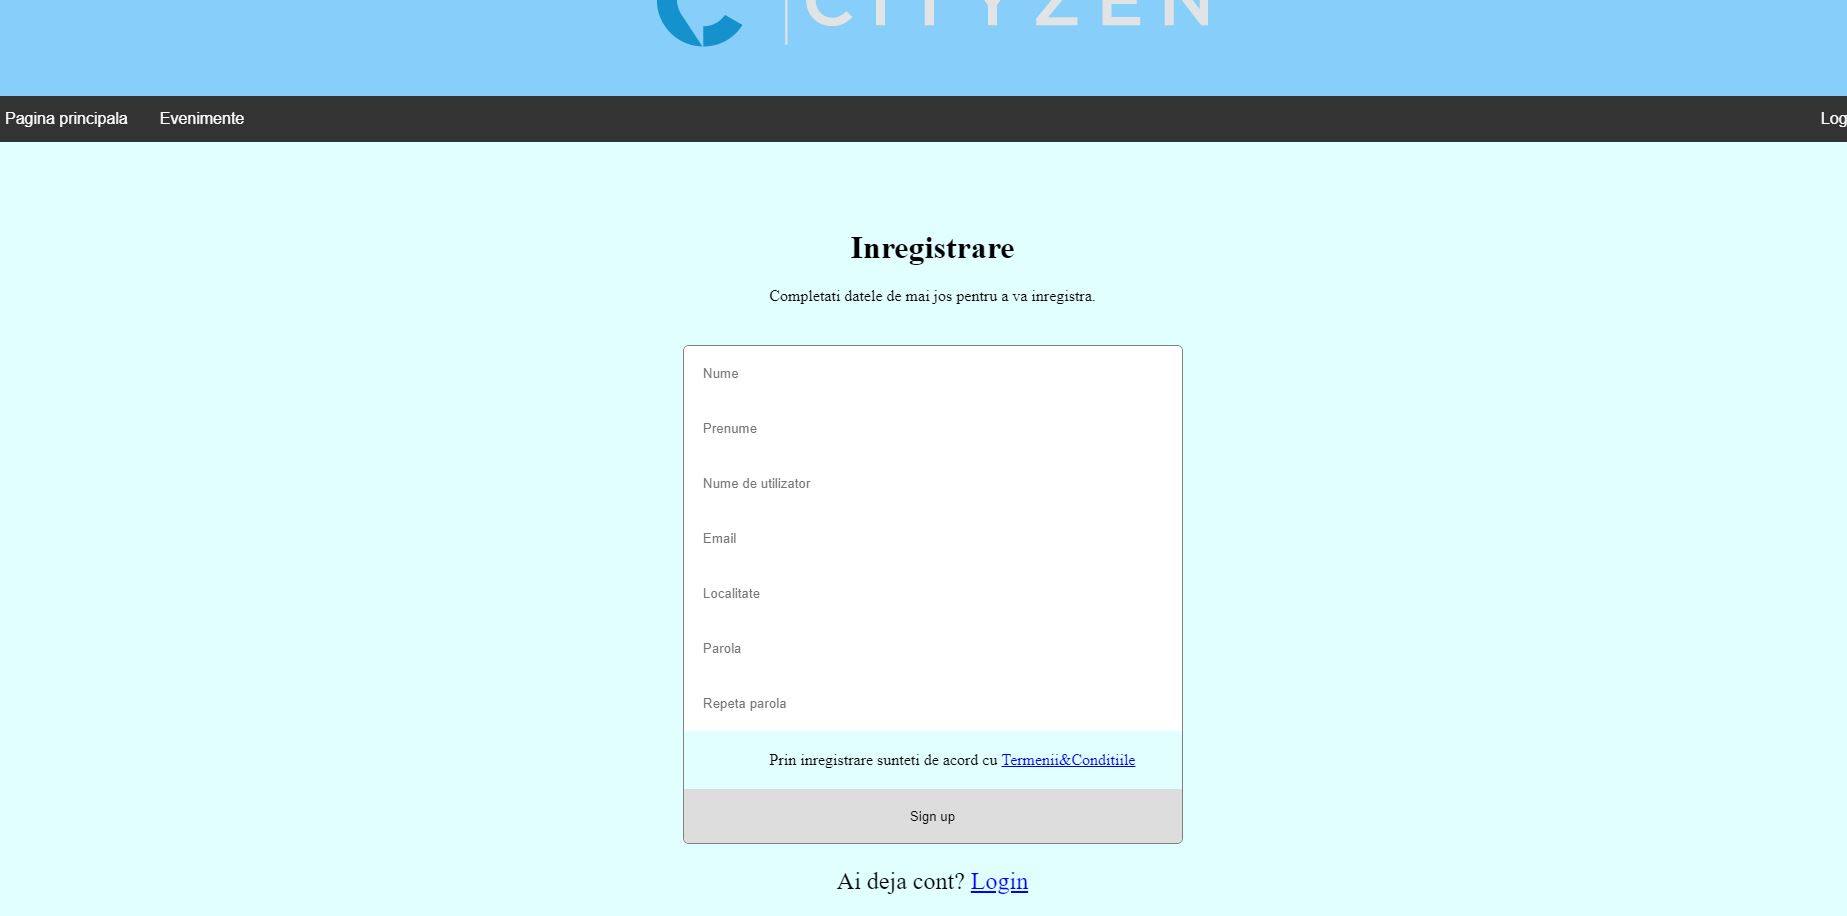 CITYZEN
Pagina principala Evenimente Log
Inregistrare
Completati datele de mai jos pentru a va inregistra.
Nume
Prenume
Nume de utilizator
Email
Localitate
Parola
Repeta parola
Prin inregistrare sunteti de acord cu Termenii&Conditiile
Sign up
Ai deja cont? Login